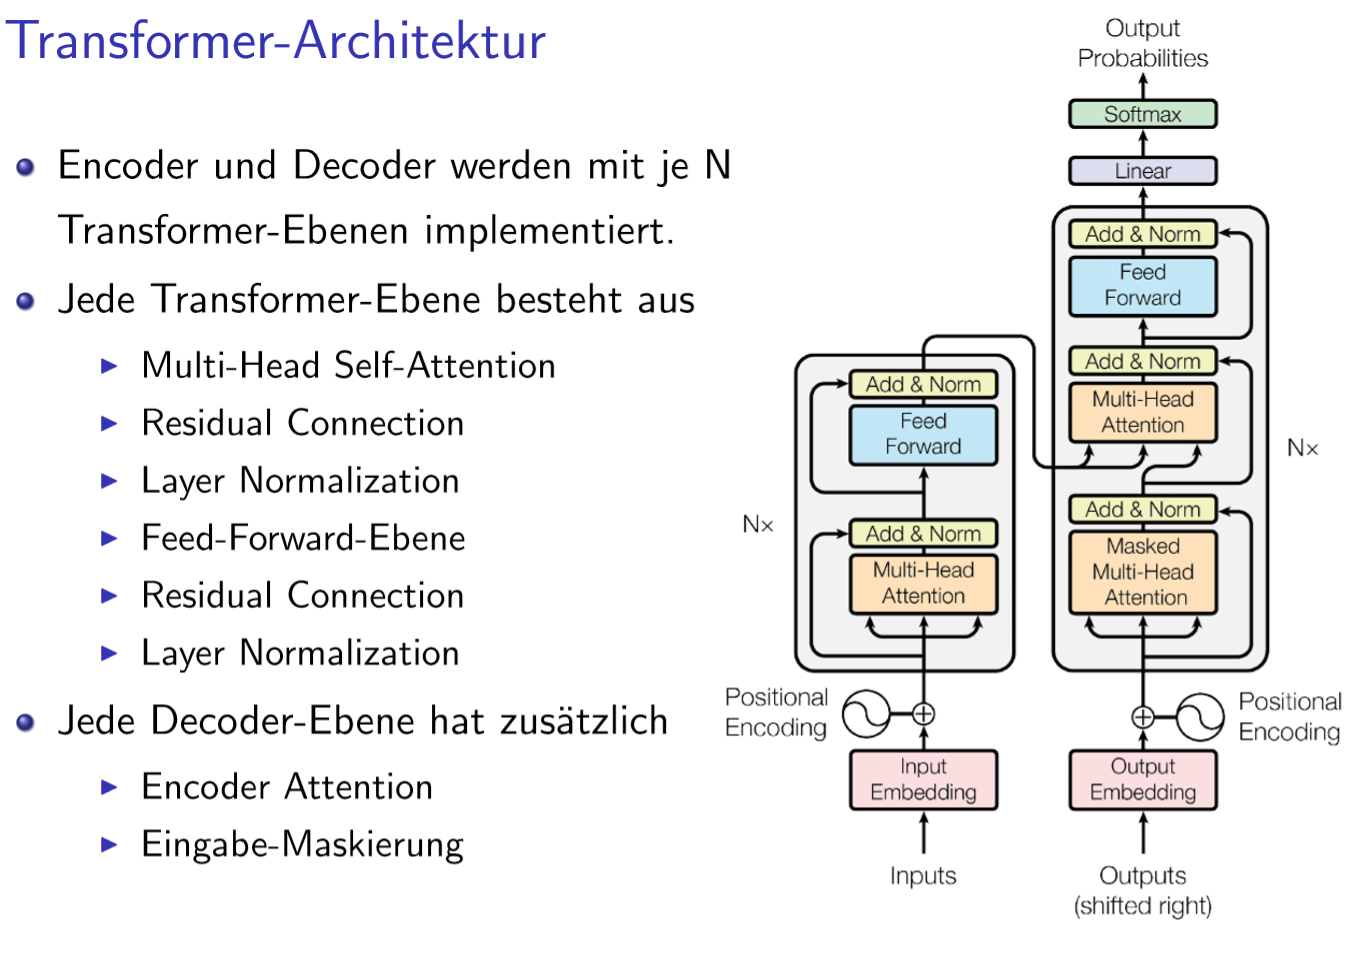 Transformer-Architektur
Encoder und Decoder werden mit je N
Transformer-Ebenen implementiert.
Jede Transformer-Ebene besteht aus
Multi-Head Self-Attention
Residual Connection
Layer Normalization
Feed-Forward-Ebene
Residual Connection
Layer Normalization
Jede Decoder-Ebene hat zusätzlich
Encoder Attention
Eingabe-Maskierung
Output
Probabilities
Softmax
Linear
Add & Norm
Feed
Forward
Add & Norm
Multi-Head
Attention
N×
Add & Norm
Masked
Multi-Head
Attention
Positional
Encoding
Output
Embedding
Outputs
(shifted right)
Add & Norm
Feed
Forward
N×
Add & Norm
Multi-Head
Attention
Positional
Encoding
Input
Embedding
Inputs